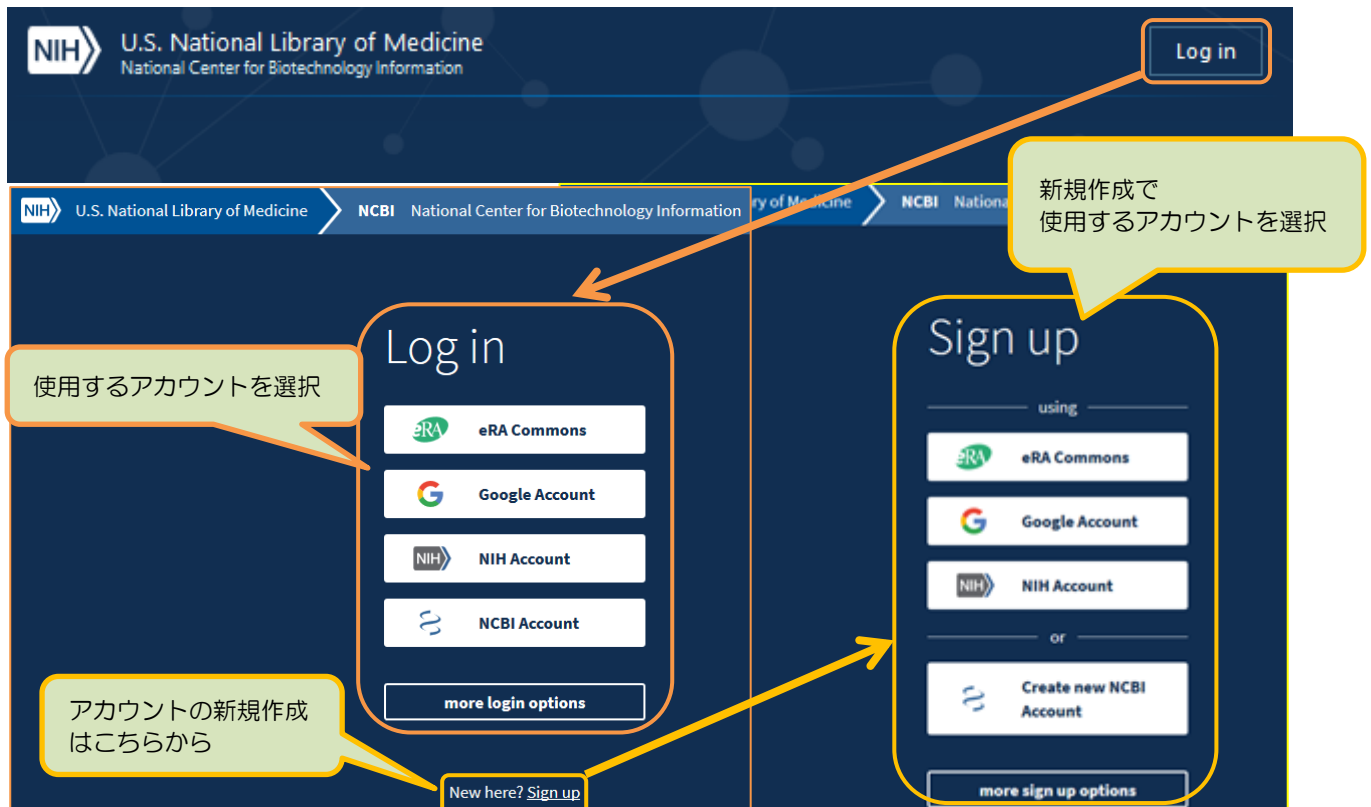 NIH
U.S. National Library of Medicine
National Center for Biotechnology Information
Log in
NIH U.S. National Library of Medicine NCBI National Center for Biotechnology Information
ry of Medicine NCBI Nationa
新規作成で
使用するアカウントを選択
Log in
使用するアカウントを選択
eRA eRA Commons
Google Account
NIH NIH Account
NCBI Account
more login options
アカウントの新規作成
はこちらから
New here? Sign up
Sign up
using
eRA eRA Commons
Google Account
NIH NIH Account
or
Create new NCBI
Account
more sign up options